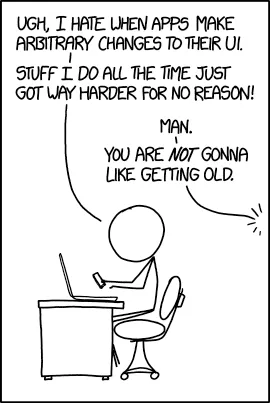 UGH, I HATE WHEN APPS MAKE
ARBITRARY CHANGES TO THEIR UI.
STUFF I DO ALL THE TIME JUST
GOT WAY HARDER FOR NO REASON!
MAN.
YOU ARE NOT GONNA
LIKE GETTING OLD.